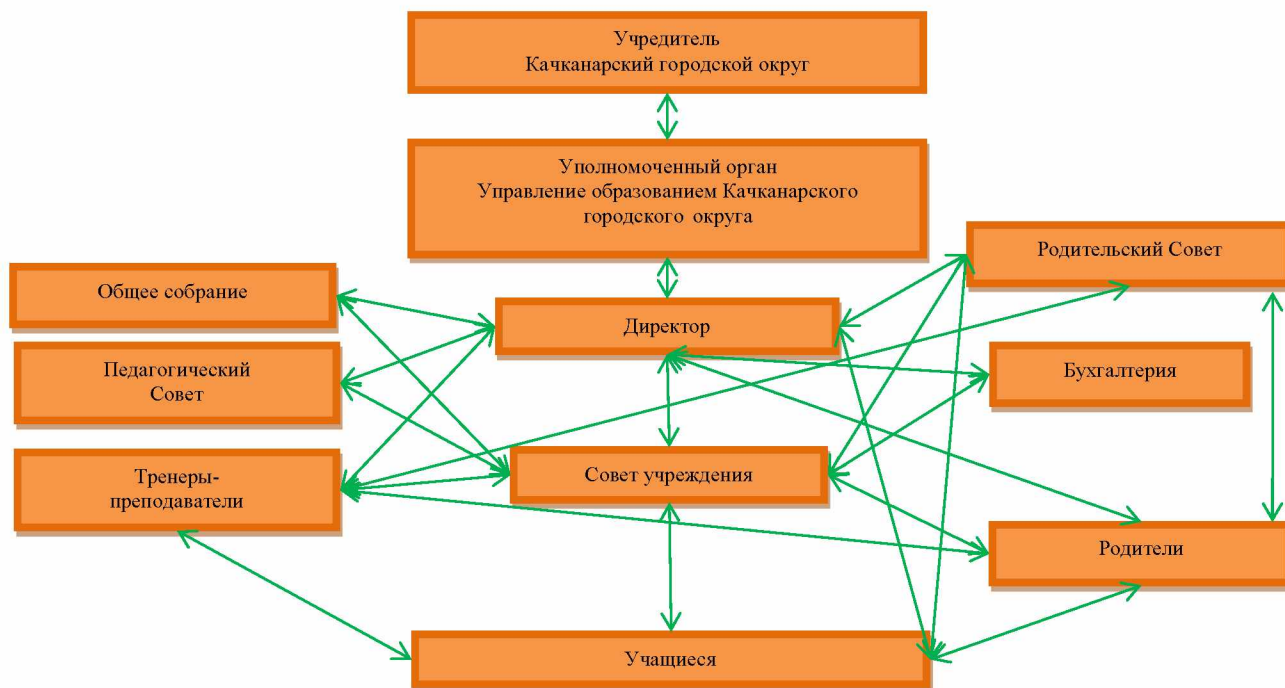 Учредитель
Качканарский городской округ
Уполномоченный орган
Управление образованием Качканарского
городского округа
Родительский Совет
Общее собрание
Директор
Педагогический
Совет
Бухгалтерия
Тренеры-
преподаватели
Совет учреждения
Родители
Учащиеся